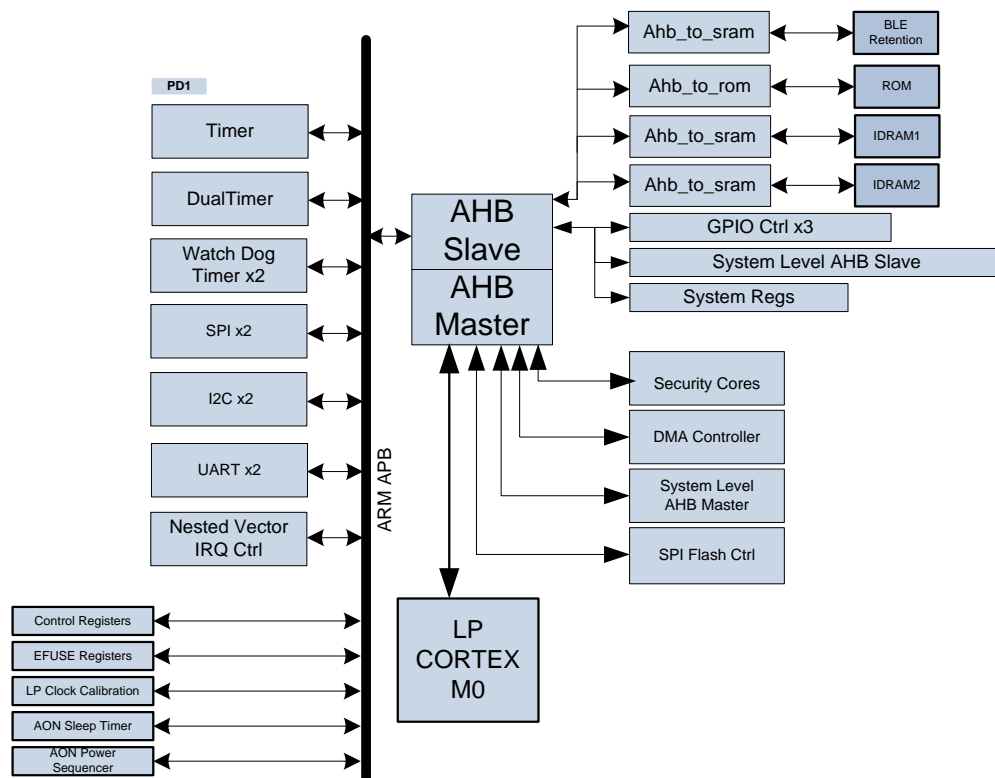 PD1
Timer
DualTimer
Watch Dog
Timer x2
SPI x2
I2C x2
UART x2
Nested Vector
IRQ Ctrl
Control Registers
EFUSE Registers
LP Clock Calibration
AON Sleep Timer
AON Power
Sequencer
ARM APB
AHB
Slave
AHB
Master
LP
CORTEX
M0
Ahb_to_sram
BLE
Retention
Ahb_to_rom
ROM
Ahb_to_sram
IDRAM1
Ahb_to_sram
IDRAM2
GPIO Ctrl x3
System Level AHB Slave
System Regs
Security Cores
DMA Controller
System Level
AHB Master
SPI Flash Ctrl